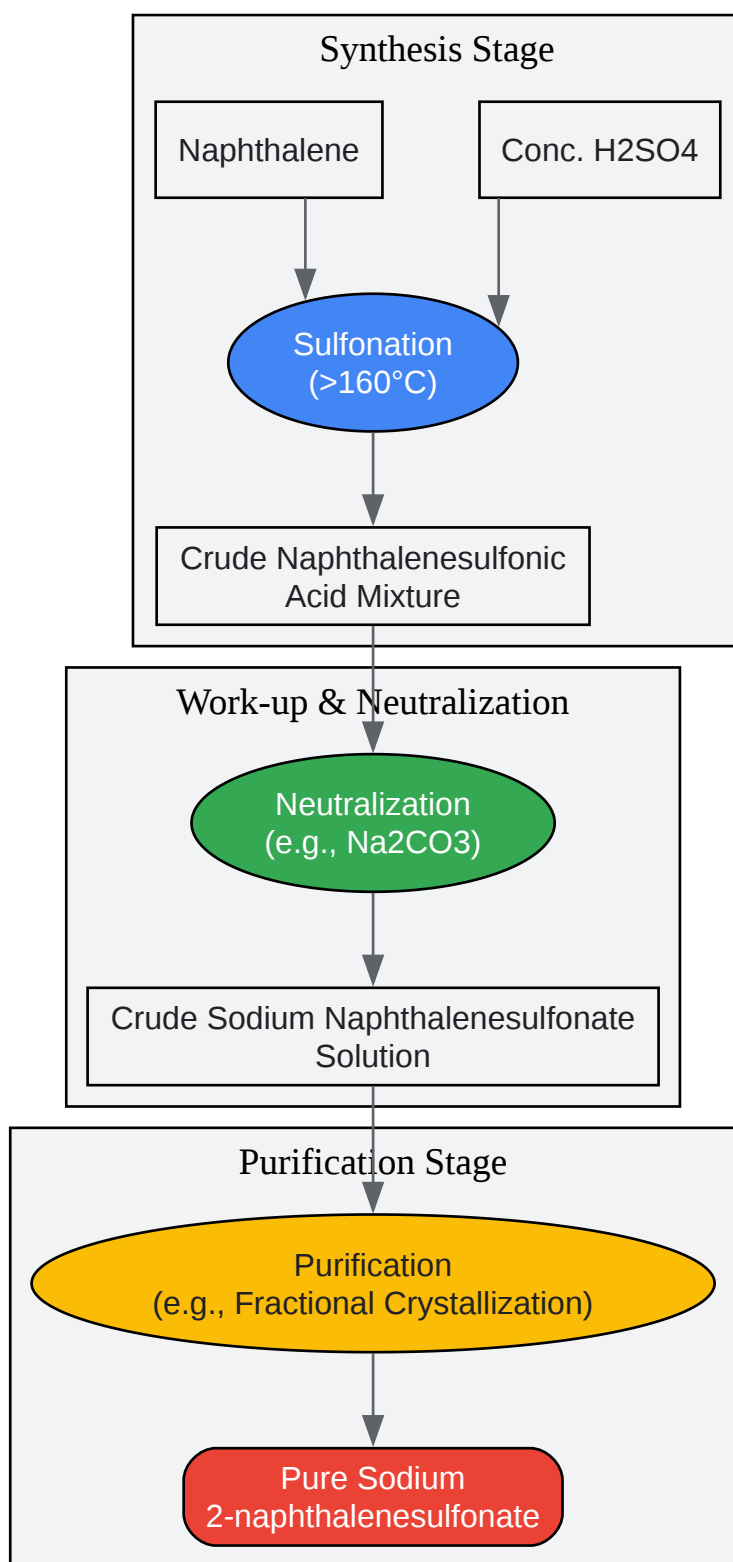 Synthesis Stage
Naphthalene
Conc. H2SO4
Sulfonation
(>160°C)
Crude Naphthalenesulfonic
Acid Mixture
Work-up & Neutralization
Neutralization
(e.g., Na2CO3)
Crude Sodium Naphthalenesulfonate
Solution
Purification Stage
Purification
(e.g., Fractional Crystallization)
Pure Sodium
2-naphthalenesulfonate